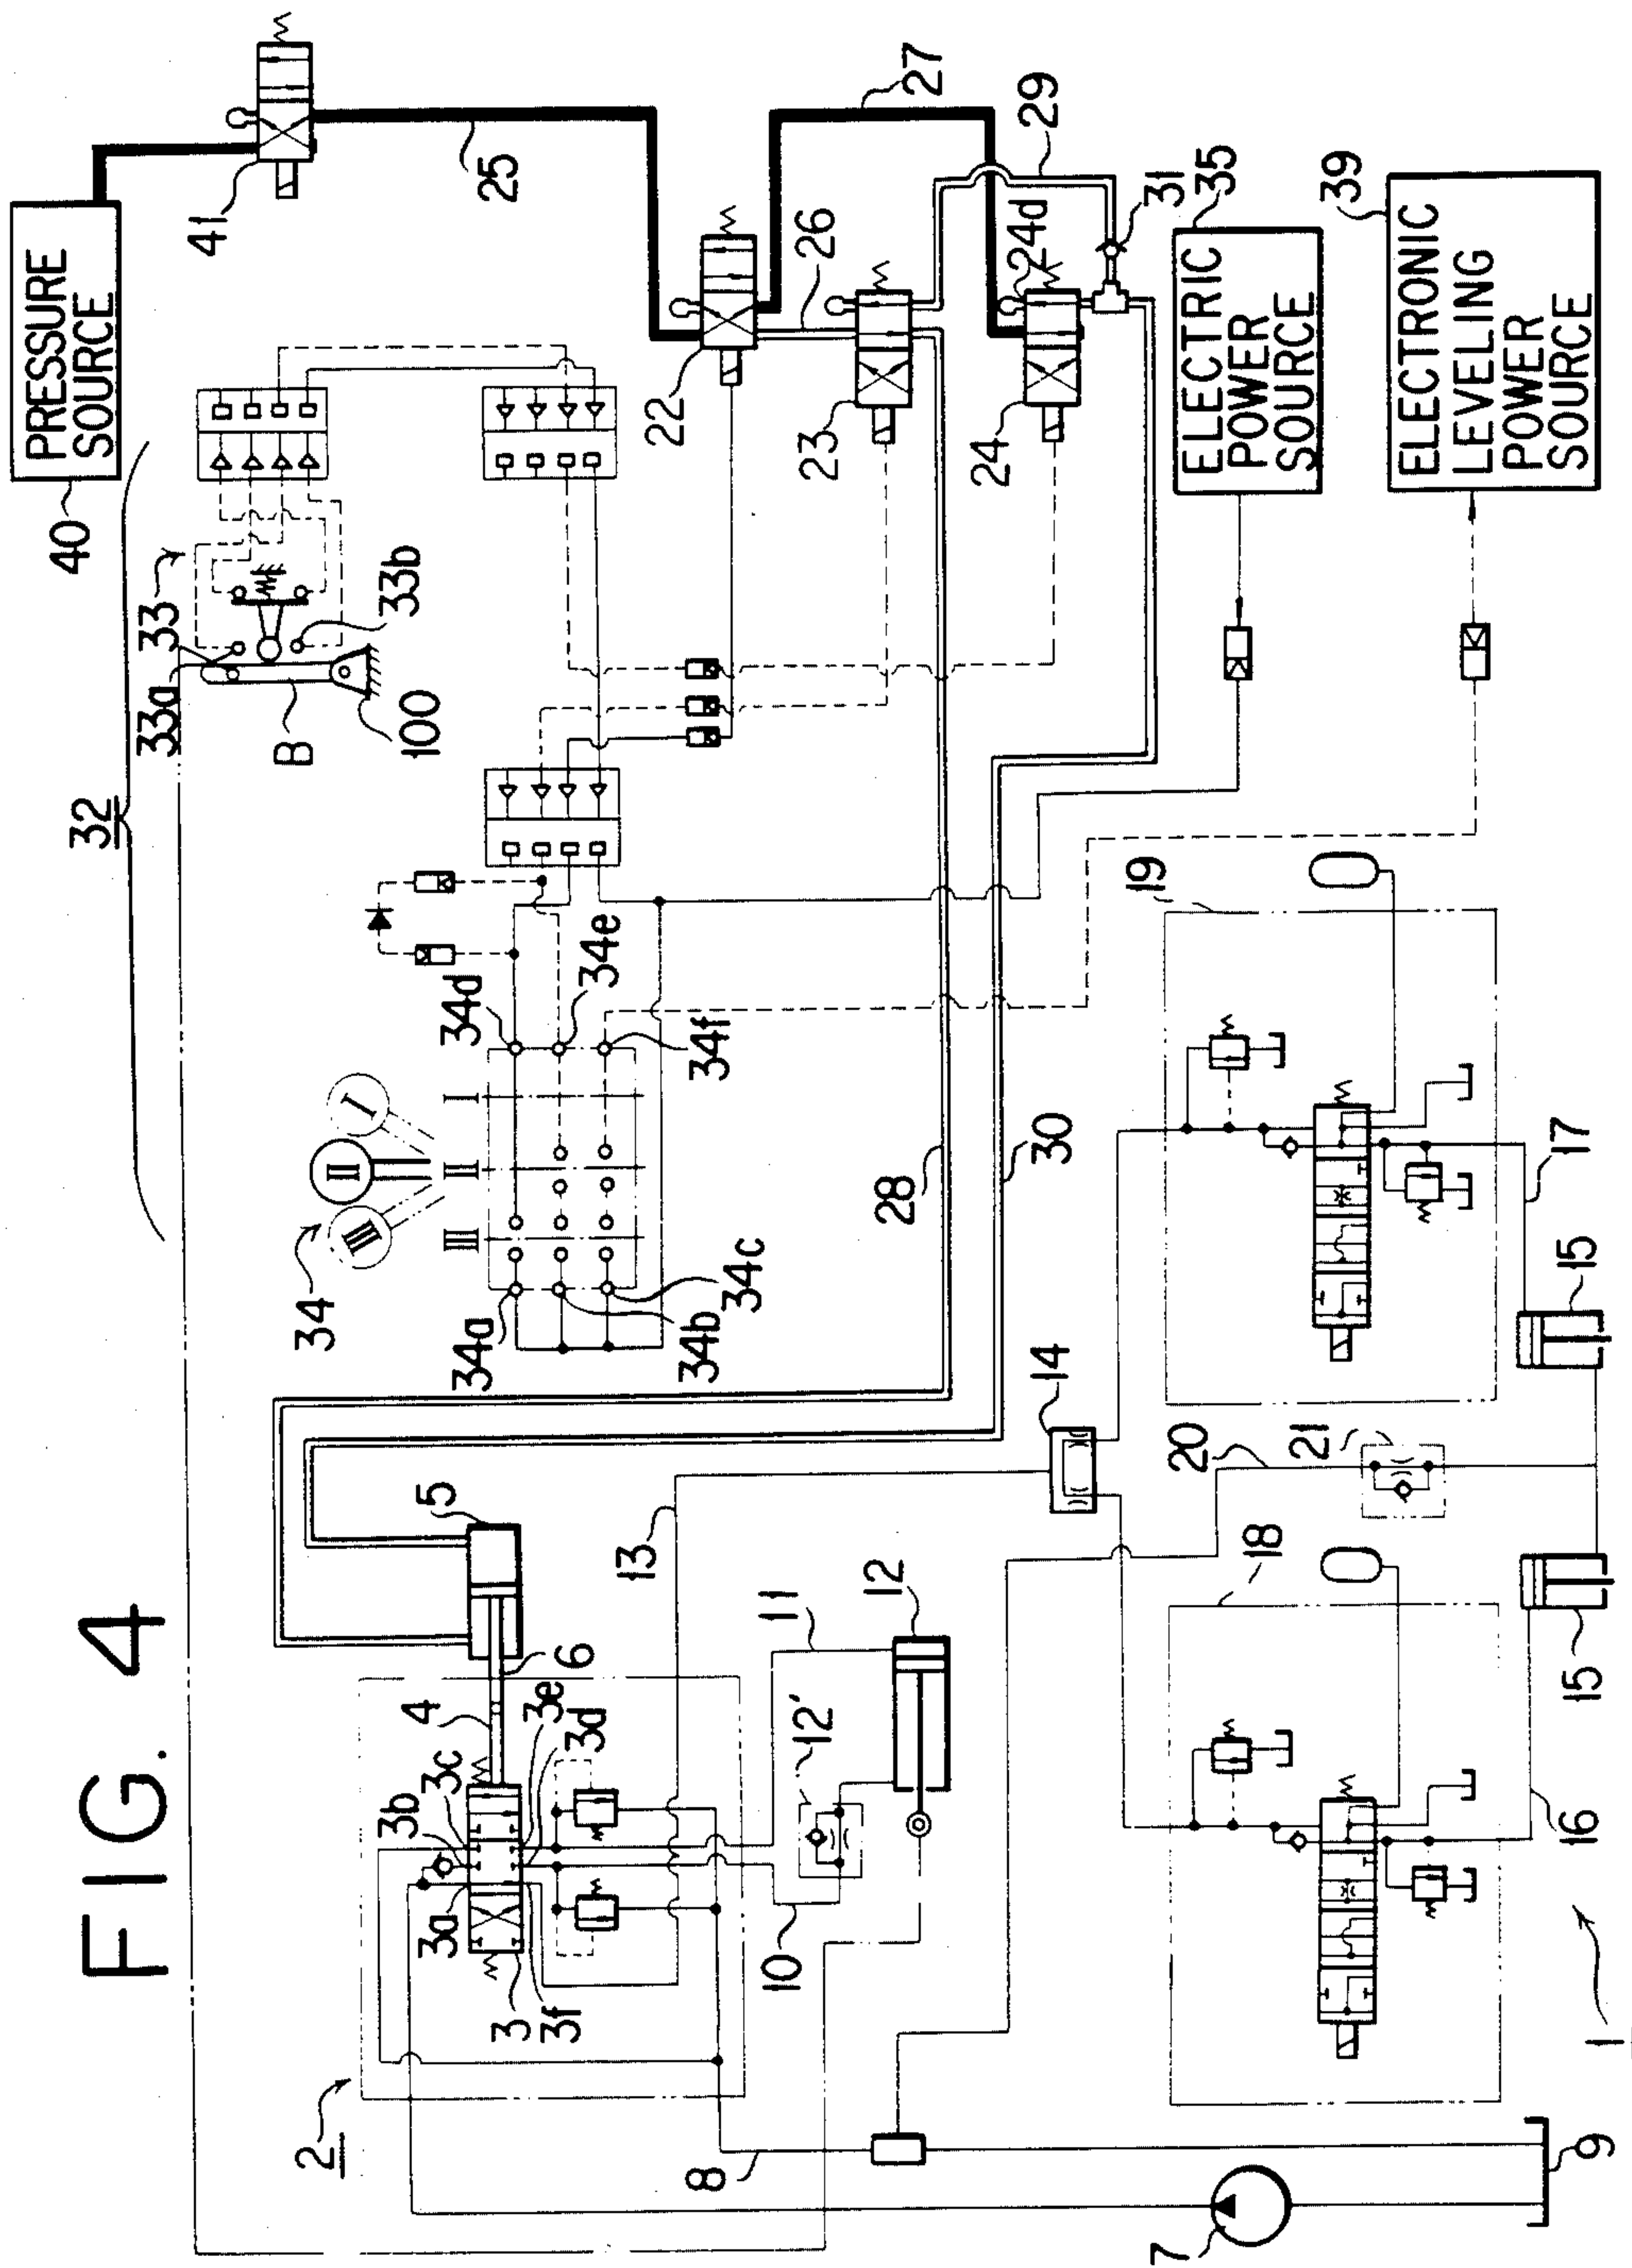 FIG. 4
PRESSURE
SOURCE
40
41
25
27
32
33
33a
33b
B
100
22
26
29
23
24
24d
31
ELECTRIC
POWER
SOURCE
35
ELECTRONIC
LEVELING
POWER
SOURCE
39
34
I
II
III
I
II
III
34a
34b
34c
34d
34e
34f
28
30
19
17
15
14
20
21
13
5
6
4
3
3a
3b
3c
3d
3e
3f
2
10
11
12
12'
18
15
16
1
8
7
9